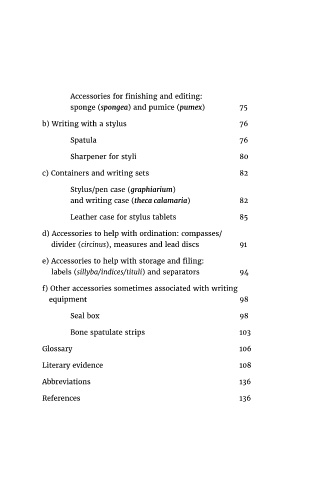 Accessories for finishing and editing:
sponge (spongea) and pumice (pumex) 75
b) Writing with a stylus 76
Spatula 76
Sharpener for styli 80
c) Containers and writing sets 82
Stylus/pen case (graphiarium)
and writing case (theca calamaria) 82
Leather case for stylus tablets 85
d) Accessories to help with ordination: compasses/
divider (circinus), measures and lead discs 91
e) Accessories to help with storage and filing:
labels (sillyba/indices/tituli) and separators 94
f) Other accessories sometimes associated with writing
equipment 98
Seal box 98
Bone spatulate strips 103
Glossary 106
Literary evidence 108
Abbreviations 136
References 136